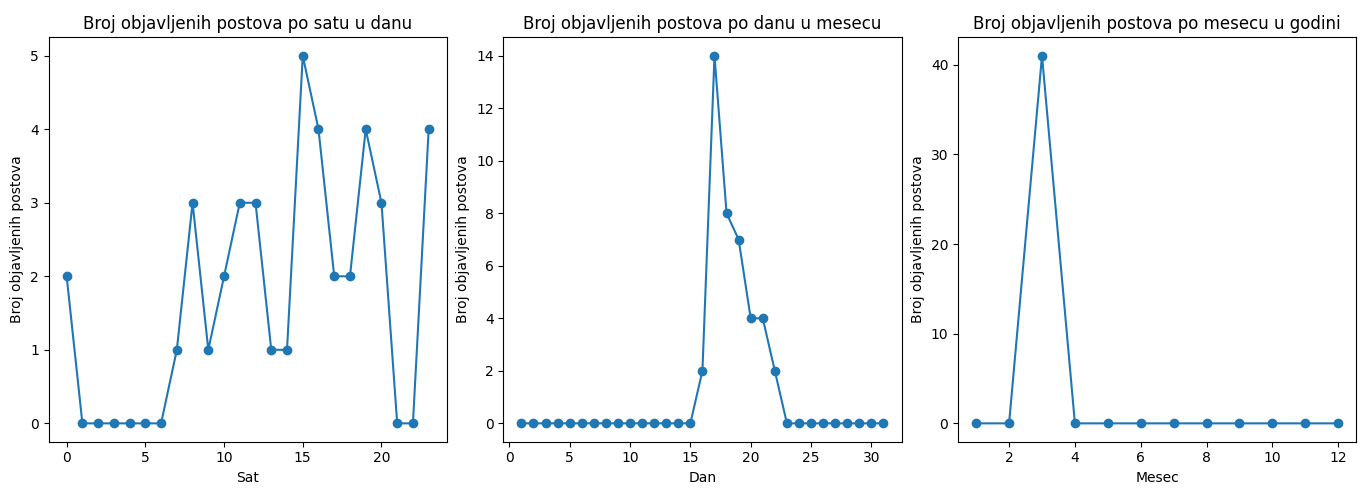 Broj objavljenih postova po satu u danu
Broj objavljenih postova
5
4
3
2
1
0
0 5 10 15 20
Sat
Broj objavljenih postova po danu u mesecu
Broj objavljenih postova
14
12
10
8
6
4
2
0
0 5 10 15 20 25 30
Dan
Broj objavljenih postova po mesecu u godini
Broj objavljenih postova
40
30
20
10
0
2 4 6 8 10 12
Mesec